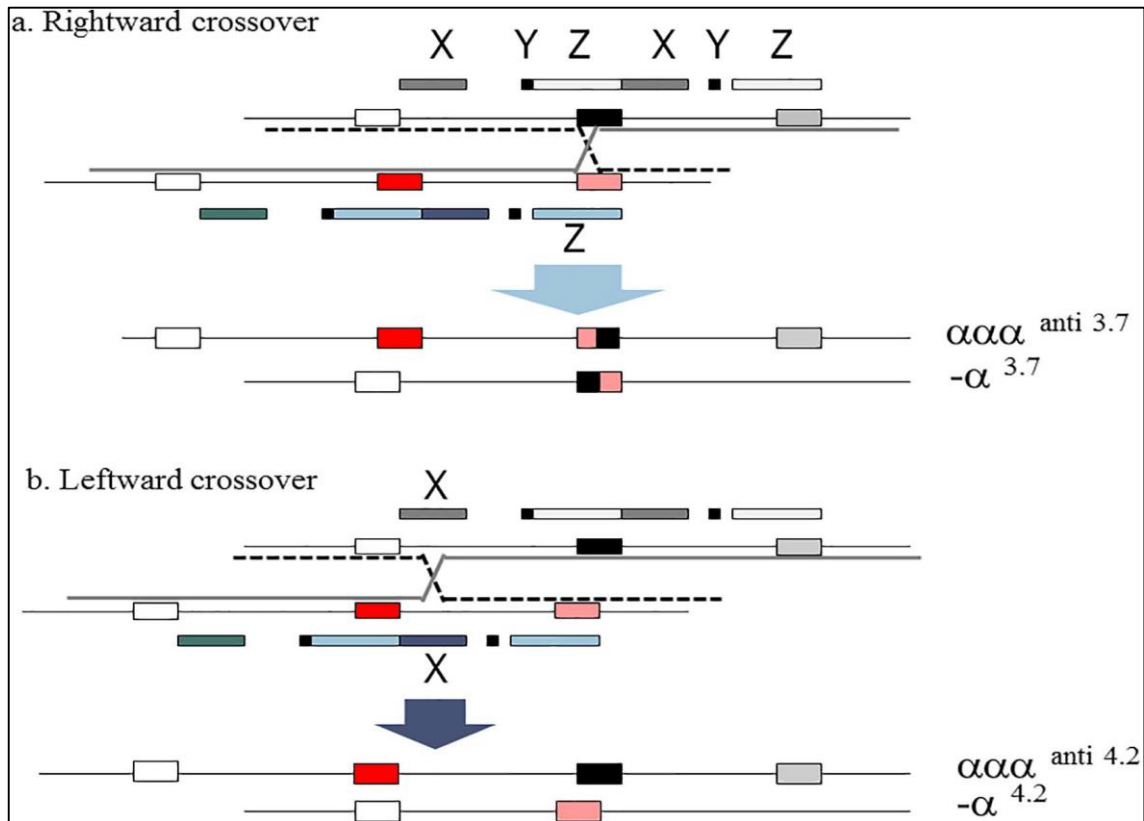 a. Rightward crossover
X Y Z X Y Z
Z
ααα anti 3.7
-α 3.7
b. Leftward crossover
X
X
ααα anti 4.2
-α 4.2